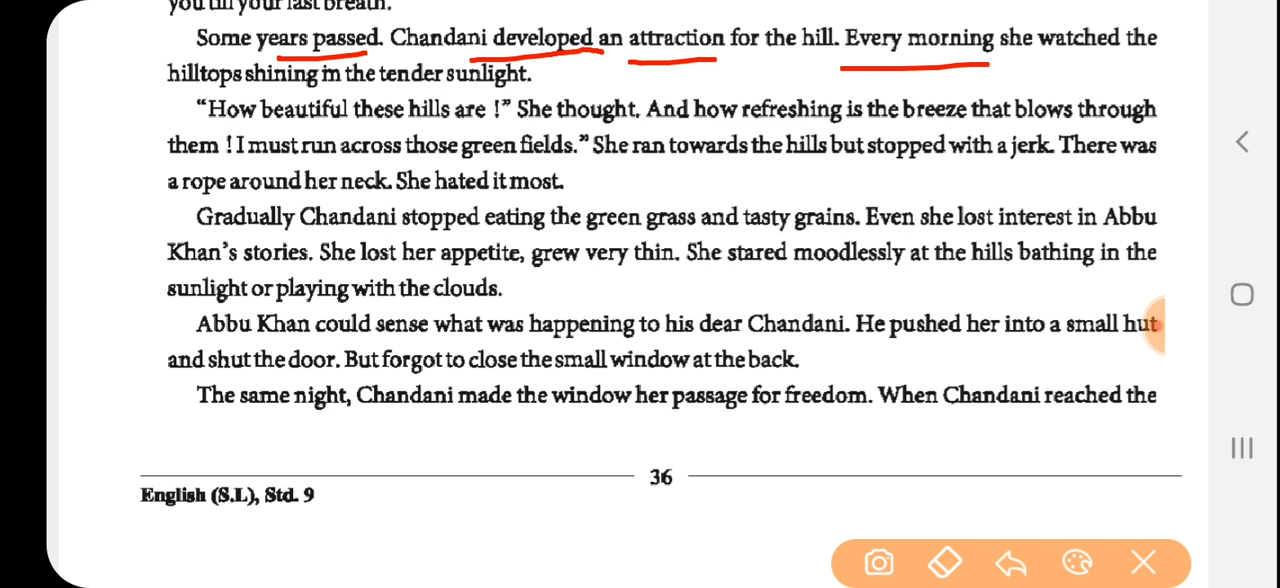 you till your last breath.
Some years passed. Chandani developed an attraction for the hill. Every morning she watched the
hilltops shining in the tender sunlight.
“How beautiful these hills are !” She thought. And how refreshing is the breeze that blows through
them ! I must run across those green fields.” She ran towards the hills but stopped with a jerk. There was
a rope around her neck. She hated it most.
Gradually Chandani stopped eating the green grass and tasty grains. Even she lost interest in Abbu
Khan’s stories. She lost her appetite, grew very thin. She stared moodlessly at the hills bathing in the
sunlight or playing with the clouds.
Abbu Khan could sense what was happening to his dear Chandani. He pushed her into a small hut
and shut the door. But forgot to close the small window at the back.
The same night, Chandani made the window her passage for freedom. When Chandani reached the
36
English (S.L), Std. 9